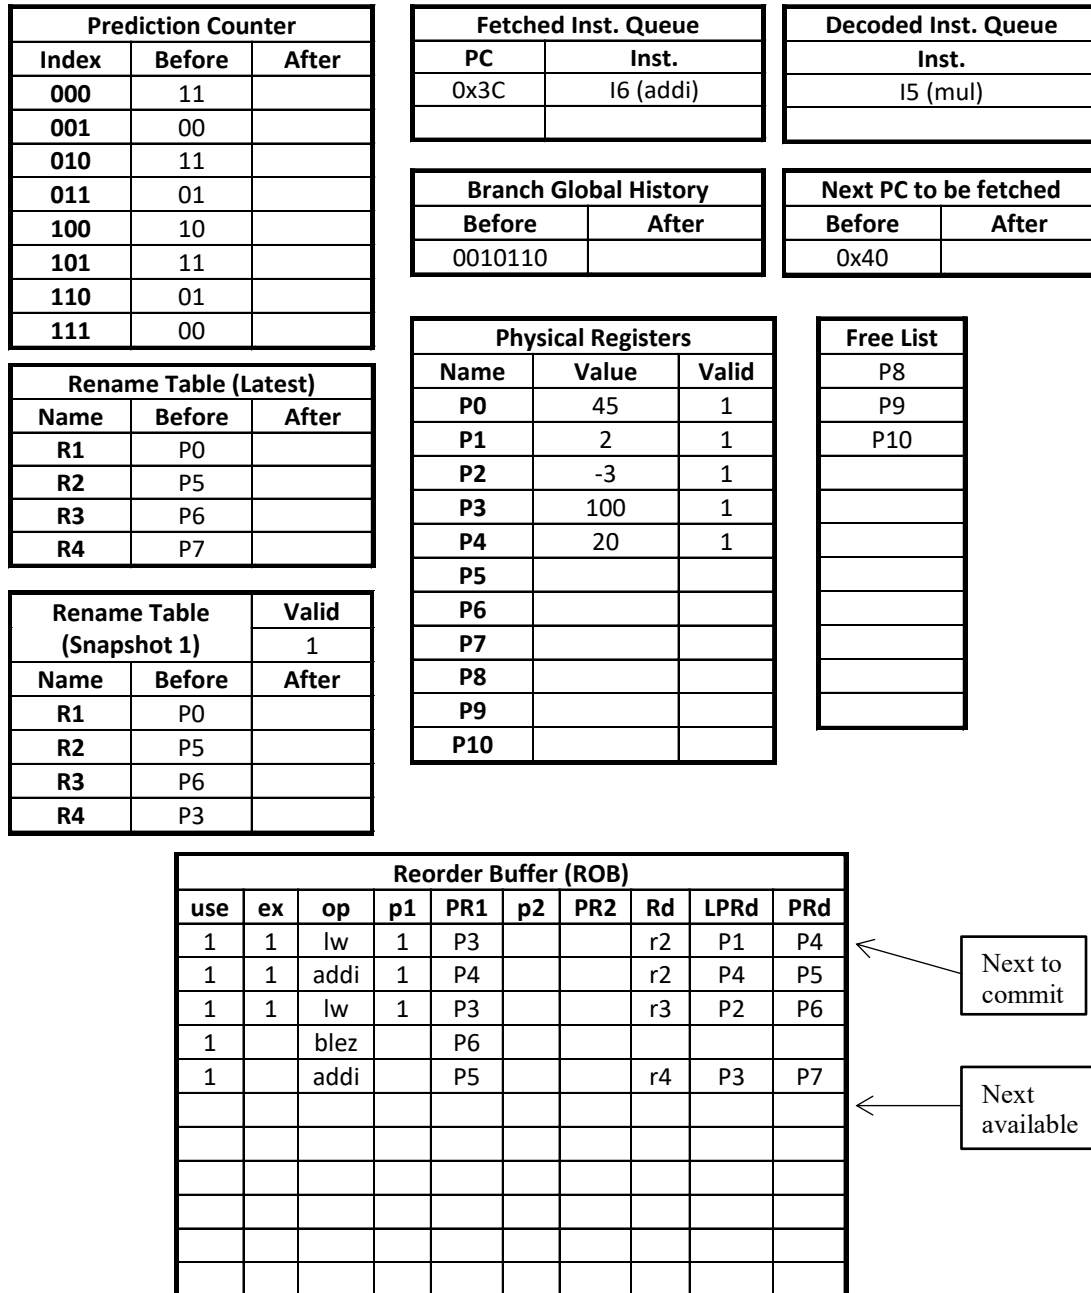 Prediction Counter
Index Before After
000 11
001 00
010 11
011 01
100 10
101 11
110 01
111 00
Fetched Inst. Queue
PC Inst.
0x3C I6 (addi)
Decoded Inst. Queue
Inst.
I5 (mul)
Branch Global History
Before After
0010110
Next PC to be fetched
Before After
0x40
Rename Table (Latest)
Name Before After
R1 P0
R2 P5
R3 P6
R4 P7
Rename Table Valid
(Snapshot 1) 1
Name Before After
R1 P0
R2 P5
R3 P6
R4 P3
Physical Registers
Name Value Valid
P0 45 1
P1 2 1
P2 -3 1
P3 100 1
P4 20 1
P5
P6
P7
P8
P9
P10
Free List
P8
P9
P10
Reorder Buffer (ROB)
use ex op p1 PR1 p2 PR2 Rd LPRd PRd
1 1 lw 1 P3 r2 P1 P4
1 1 addi 1 P4 r2 P4 P5
1 1 lw 1 P3 r3 P2 P6
1 blez P6
1 addi P5 r4 P3 P7
Next to
commit
Next
available